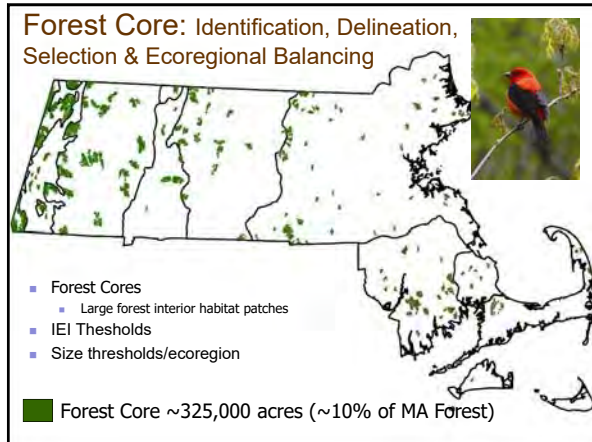 Forest Core: Identification, Delineation,
Selection & Ecoregional Balancing
Forest Cores
Large forest interior habitat patches
IEI Thesholds
Size thresholds/ecoregion
Forest Core ~325,000 acres (~10% of MA Forest)